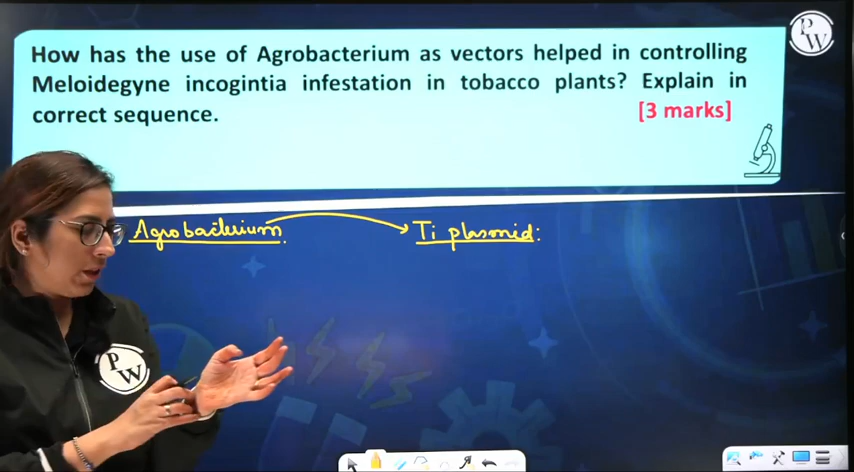 How has the use of Agrobacterium as vectors helped in controlling
Meloidegyne incogintia infestation in tobacco plants? Explain in
correct sequence. [3 marks]
P
W
Agrobacterium. Ti plasmid:
P
W